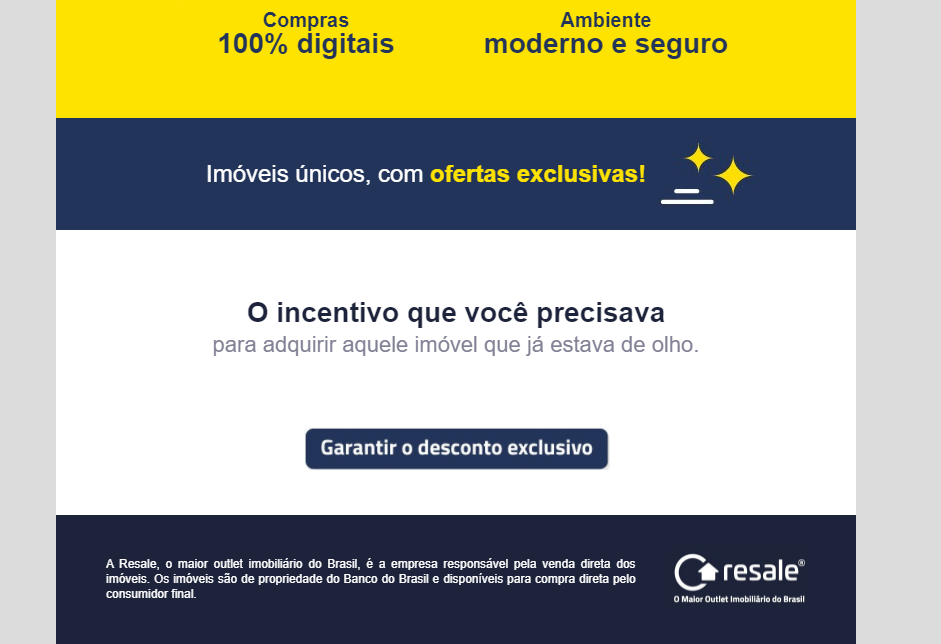 Compras
100% digitais
Ambiente
moderno e seguro
Imóveis únicos, com ofertas exclusivas!
O incentivo que você precisava
para adquirir aquele imóvel que já estava de olho.
Garantir o desconto exclusivo
A Resale, o maior outlet imobiliário do Brasil, é a empresa responsável pela venda direta dos
imóveis. Os imóveis são de propriedade do Banco do Brasil e disponíveis para compra direta pelo
consumidor final.
resale®
O Maior Outlet Imobiliário do Brasil